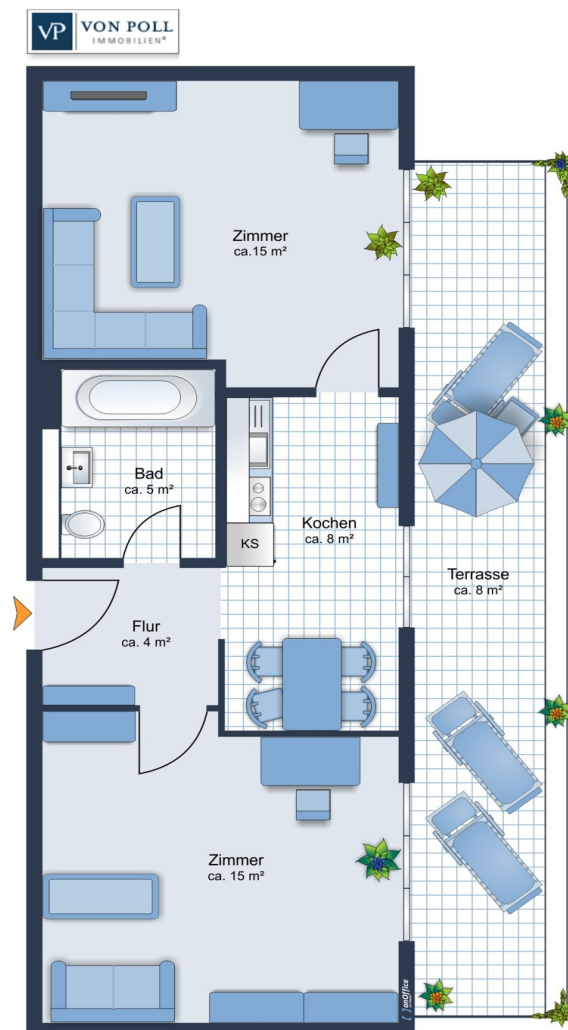 VP VON POLL
IMMOBILIEN®
Zimmer
ca.15 m²
Bad
ca. 5 m²
Kochen
ca. 8 m²
KS
Terrasse
ca. 8 m²
Flur
ca. 4 m²
Zimmer
ca. 15 m²
onOffice